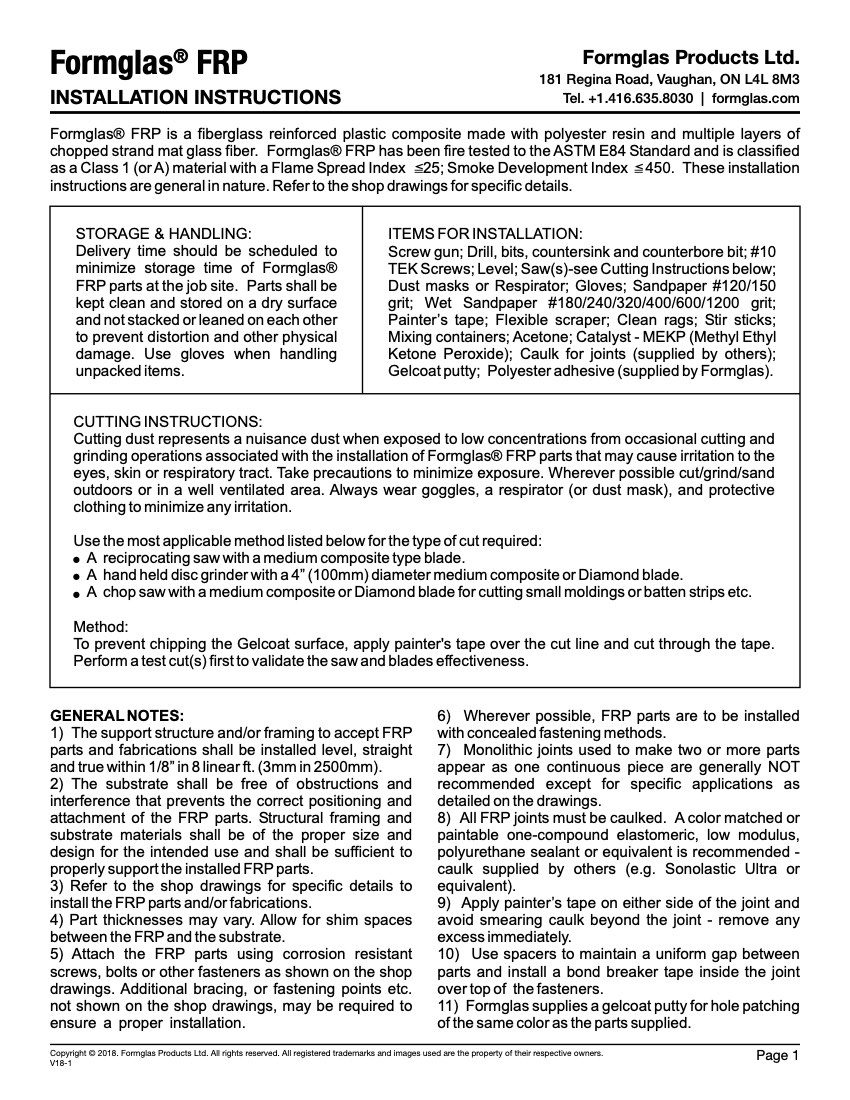 Formglas® FRP
INSTALLATION INSTRUCTIONS
Formglas Products Ltd.
181 Regina Road, Vaughan, ON L4L 8M3
Tel. +1.416.635.8030 | formglas.com
Formglas® FRP is a fiberglass reinforced plastic composite made with polyester resin and multiple layers of
chopped strand mat glass fiber. Formglas® FRP has been fire tested to the ASTM E84 Standard and is classified
as a Class 1 (or A) material with a Flame Spread Index ≦25; Smoke Development Index ≦450. These installation
instructions are general in nature. Refer to the shop drawings for specific details.
STORAGE & HANDLING:
Delivery time should be scheduled to
minimize storage time of Formglas®
FRP parts at the job site. Parts shall be
kept clean and stored on a dry surface
and not stacked or leaned on each other
to prevent distortion and other physical
damage. Use gloves when handling
unpacked items.
ITEMS FOR INSTALLATION:
Screw gun; Drill, bits, countersink and counterbore bit; #10
TEK Screws; Level; Saw(s)-see Cutting Instructions below;
Dust masks or Respirator; Gloves; Sandpaper #120/150
grit; Wet Sandpaper #180/240/320/400/600/1200 grit;
Painter's tape; Flexible scraper; Clean rags; Stir sticks;
Mixing containers; Acetone; Catalyst - MEKP (Methyl Ethyl
Ketone Peroxide); Caulk for joints (supplied by others);
Gelcoat putty; Polyester adhesive (supplied by Formglas).
CUTTING INSTRUCTIONS:
Cutting dust represents a nuisance dust when exposed to low concentrations from occasional cutting and
grinding operations associated with the installation of Formglas® FRP parts that may cause irritation to the
eyes, skin or respiratory tract. Take precautions to minimize exposure. Wherever possible cut/grind/sand
outdoors or in a well ventilated area. Always wear goggles, a respirator (or dust mask), and protective
clothing to minimize any irritation.
Use the most applicable method listed below for the type of cut required:
● A reciprocating saw with a medium composite type blade.
● A hand held disc grinder with a 4” (100mm) diameter medium composite or Diamond blade.
● A chop saw with a medium composite or Diamond blade for cutting small moldings or batten strips etc.
Method:
To prevent chipping the Gelcoat surface, apply painter's tape over the cut line and cut through the tape.
Perform a test cut(s) first to validate the saw and blades effectiveness.
GENERAL NOTES:
1) The support structure and/or framing to accept FRP
parts and fabrications shall be installed level, straight
and true within 1/8” in 8 linear ft. (3mm in 2500mm).
2) The substrate shall be free of obstructions and
interference that prevents the correct positioning and
attachment of the FRP parts. Structural framing and
substrate materials shall be of the proper size and
design for the intended use and shall be sufficient to
properly support the installed FRP parts.
3) Refer to the shop drawings for specific details to
install the FRP parts and/or fabrications.
4) Part thicknesses may vary. Allow for shim spaces
between the FRP and the substrate.
5) Attach the FRP parts using corrosion resistant
screws, bolts or other fasteners as shown on the shop
drawings. Additional bracing, or fastening points etc.
not shown on the shop drawings, may be required to
ensure a proper installation.
6) Wherever possible, FRP parts are to be installed
with concealed fastening methods.
7) Monolithic joints used to make two or more parts
appear as one continuous piece are generally NOT
recommended except for specific applications as
detailed on the drawings.
8) All FRP joints must be caulked. A color matched or
paintable one-compound elastomeric, low modulus,
polyurethane sealant or equivalent is recommended -
caulk supplied by others (e.g. Sonolastic Ultra or
equivalent).
9) Apply painter's tape on either side of the joint and
avoid smearing caulk beyond the joint - remove any
excess immediately.
10) Use spacers to maintain a uniform gap between
parts and install a bond breaker tape inside the joint
over top of the fasteners.
11) Formglas supplies a gelcoat putty for hole patching
of the same color as the parts supplied.
Copyright © 2018. Formglas Products Ltd. All rights reserved. All registered trademarks and images used are the property of their respective owners.
V18-1
Page 1